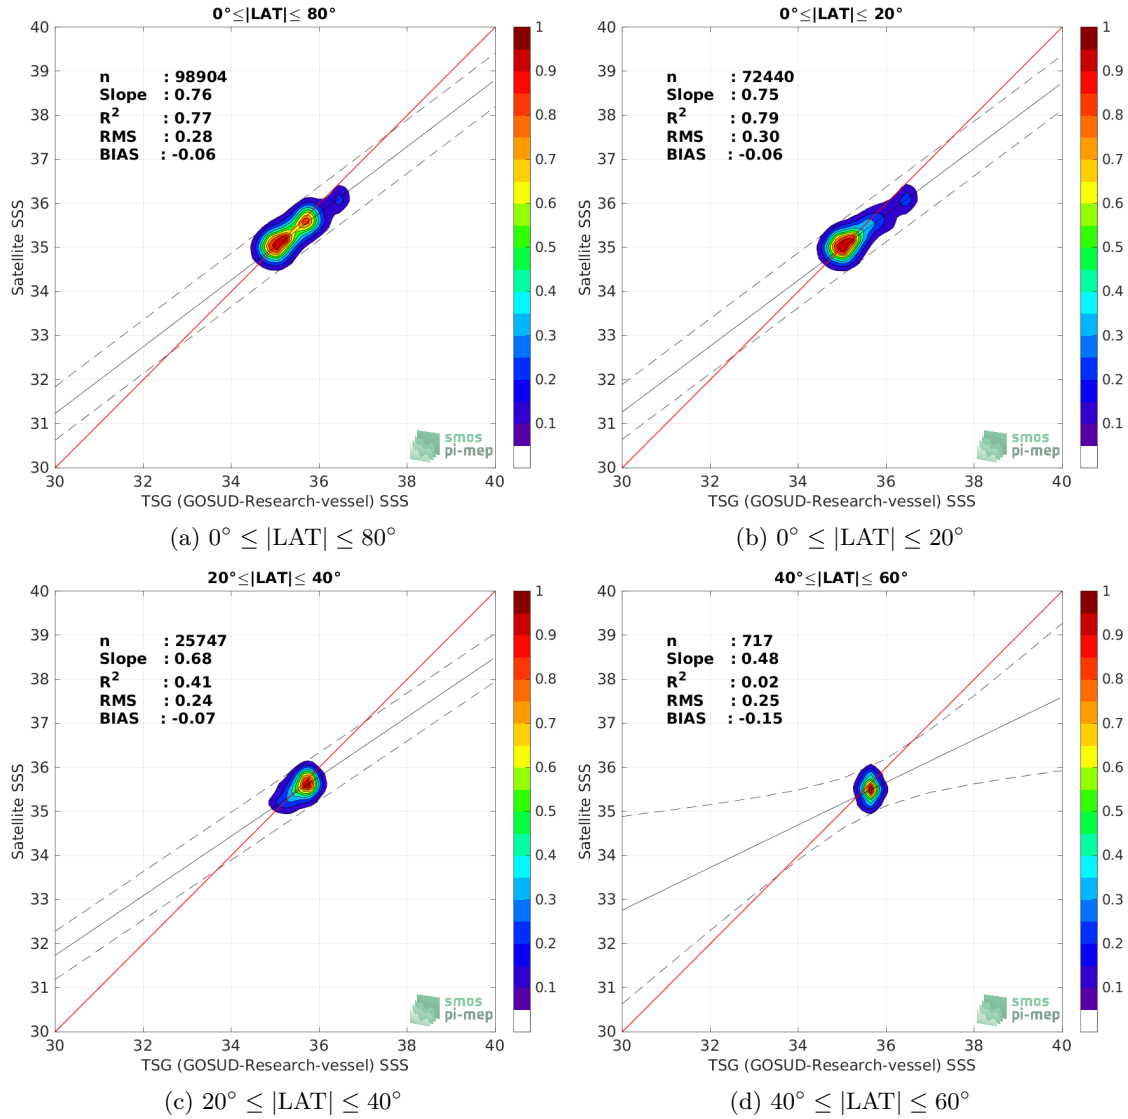 0°≤|LAT|≤ 80°
n : 98904
Slope : 0.76
R² : 0.77
RMS : 0.28
BIAS : -0.06
40
39
38
37
36
35
34
33
32
31
30
30 32 34 36 38 40
Satellite SSS
TSG (GOSUD-Research-vessel) SSS
smos
pi-mep
1
0.9
0.8
0.7
0.6
0.5
0.4
0.3
0.2
0.1
(a) 0° ≤ |LAT| ≤ 80°
0°≤|LAT|≤ 20°
n : 72440
Slope : 0.75
R² : 0.79
RMS : 0.30
BIAS : -0.06
40
39
38
37
36
35
34
33
32
31
30
30 32 34 36 38 40
Satellite SSS
TSG (GOSUD-Research-vessel) SSS
smos
pi-mep
1
0.9
0.8
0.7
0.6
0.5
0.4
0.3
0.2
0.1
(b) 0° ≤ |LAT| ≤ 20°
20°≤|LAT|≤ 40°
n : 25747
Slope : 0.68
R² : 0.41
RMS : 0.24
BIAS : -0.07
40
39
38
37
36
35
34
33
32
31
30
30 32 34 36 38 40
Satellite SSS
TSG (GOSUD-Research-vessel) SSS
smos
pi-mep
1
0.9
0.8
0.7
0.6
0.5
0.4
0.3
0.2
0.1
(c) 20° ≤ |LAT| ≤ 40°
40°≤|LAT|≤ 60°
n : 717
Slope : 0.48
R² : 0.02
RMS : 0.25
BIAS : -0.15
40
39
38
37
36
35
34
33
32
31
30
30 32 34 36 38 40
Satellite SSS
TSG (GOSUD-Research-vessel) SSS
smos
pi-mep
1
0.9
0.8
0.7
0.6
0.5
0.4
0.3
0.2
0.1
(d) 40° ≤ |LAT| ≤ 60°